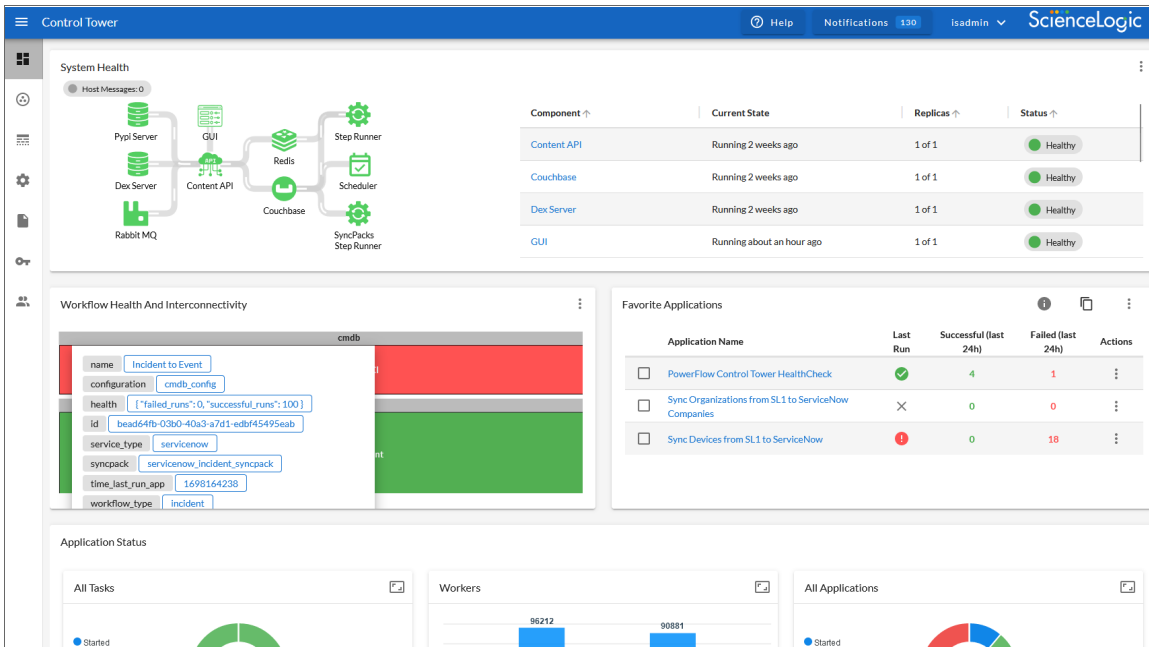 Control Tower
Help
Notifications 130
isadmin
ScienceLogic
System Health
Host Messages: 0
Pypi Server
GUI
Step Runner
Redis
Dex Server
Content API
API
Scheduler
Couchbase
Rabbit MQ
SyncPacks
Step Runner
Component Current State Replicas Status
Content API Running 2 weeks ago 1 of 1 Healthy
Couchbase Running 2 weeks ago 1 of 1 Healthy
Dex Server Running 2 weeks ago 1 of 1 Healthy
GUI Running about an hour ago 1 of 1 Healthy
Workflow Health And Interconnectivity
cmdb
name Incident to Event
configuration cmdb_config
health {"failed_runs": 0, "successful_runs": 100 }
id bead64fb-03b0-40a3-a7d1-edbf45495eab
service_type servicenow
syncpack servicenow_incident_syncpack
time_last_run_app 1698164238
workflow_type incident
nt
Favorite Applications
Application Name
Last
Run
Successful (last
24h)
Failed (last
24h)
Actions
PowerFlow Control Tower HealthCheck 4 1
Sync Organizations from SL1 to ServiceNow
Companies
0 0
Sync Devices from SL1 to ServiceNow 0 18
Application Status
All Tasks
Started
Workers
96212
90881
All Applications
Started